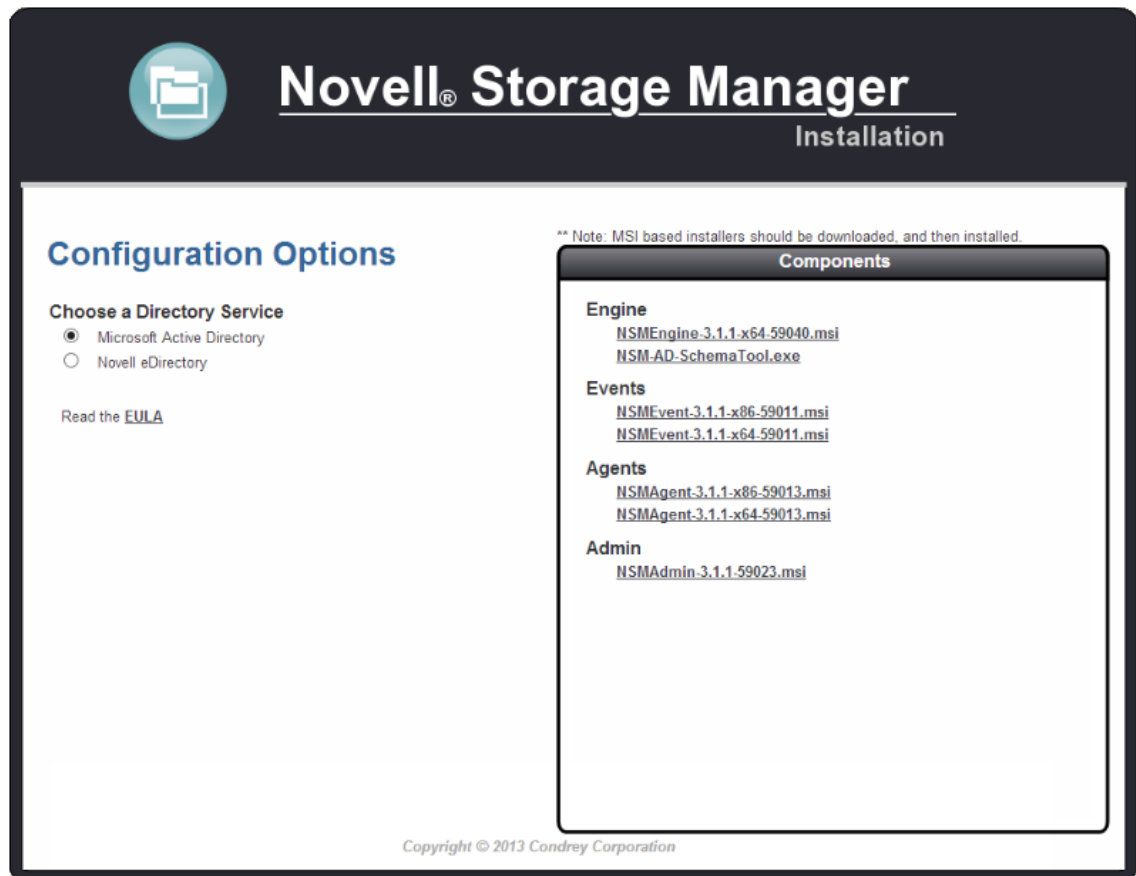 Novell® Storage Manager
Installation
Configuration Options
Choose a Directory Service
Microsoft Active Directory
Novell eDirectory
Read the EULA
** Note: MSI based installers should be downloaded, and then installed.
Components
Engine
NSMEngine-3.1.1-x64-59040.msi
NSM-AD-SchemaTool.exe
Events
NSMEvent-3.1.1-x86-59011.msi
NSMEvent-3.1.1-x64-59011.msi
Agents
NSMAgent-3.1.1-x86-59013.msi
NSMAgent-3.1.1-x64-59013.msi
Admin
NSMAdmin-3.1.1-59023.msi
Copyright © 2013 Condrey Corporation